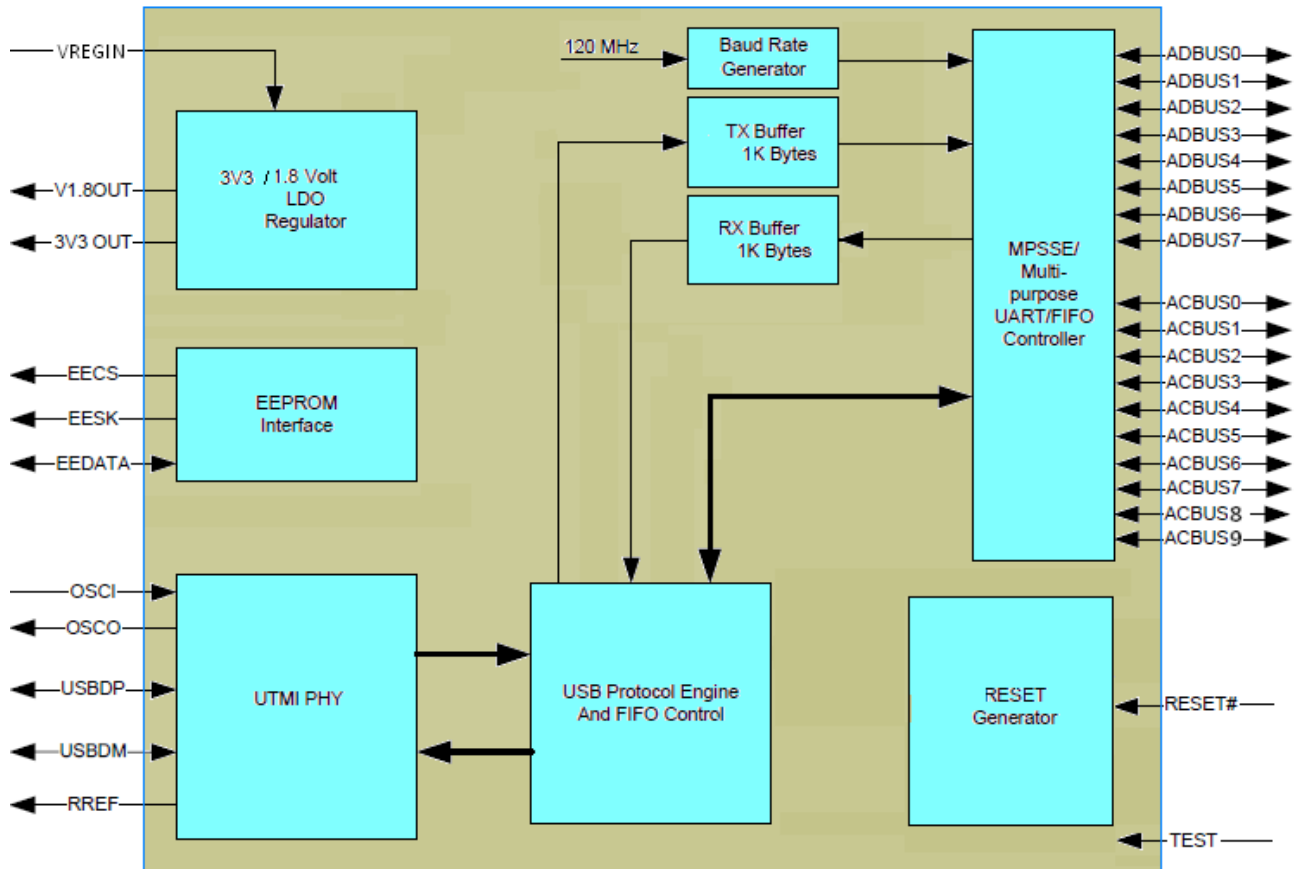 VREGIN
3V3 / 1.8 Volt
LDO
Regulator
V1.8OUT
3V3 OUT
EECS
EESK
EEDATA
EEPROM
Interface
OSCI
OSCO
USBDP
USBDM
RREF
UTMI PHY
120 MHz
Baud Rate
Generator
TX Buffer
1K Bytes
RX Buffer
1K Bytes
USB Protocol Engine
And FIFO Control
MPSSE/
Multi-
purpose
UART/FIFO
Controller
RESET
Generator
ADBUS0
ADBUS1
ADBUS2
ADBUS3
ADBUS4
ADBUS5
ADBUS6
ADBUS7
ACBUS0
ACBUS1
ACBUS2
ACBUS3
ACBUS4
ACBUS5
ACBUS6
ACBUS7
ACBUS8
ACBUS9
RESET#
TEST